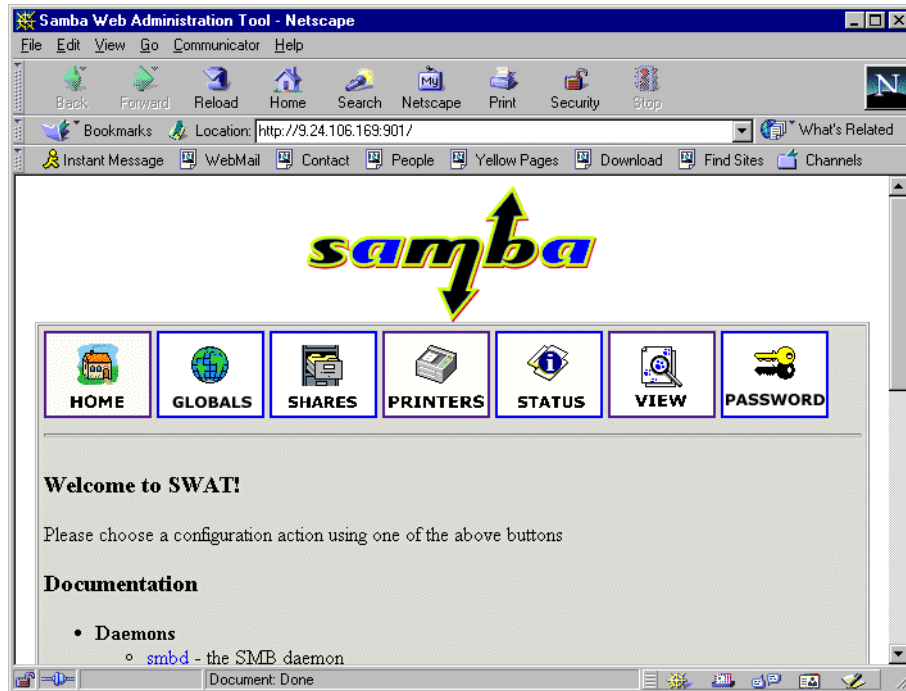 Samba Web Administration Tool - Netscape
File Edit View Go Communicator Help
Back Forward Reload Home Search Netscape Print Security Stop
My
N
Bookmarks Location: http://9.24.106.169:901/ What's Related
Instant Message WebMail Contact People Yellow Pages Download Find Sites Channels
samba
HOME GLOBALS SHARES PRINTERS STATUS VIEW PASSWORD
Welcome to SWAT!
Please choose a configuration action using one of the above buttons
Documentation
• Daemons
◦ smbd - the SMB daemon
Document: Done